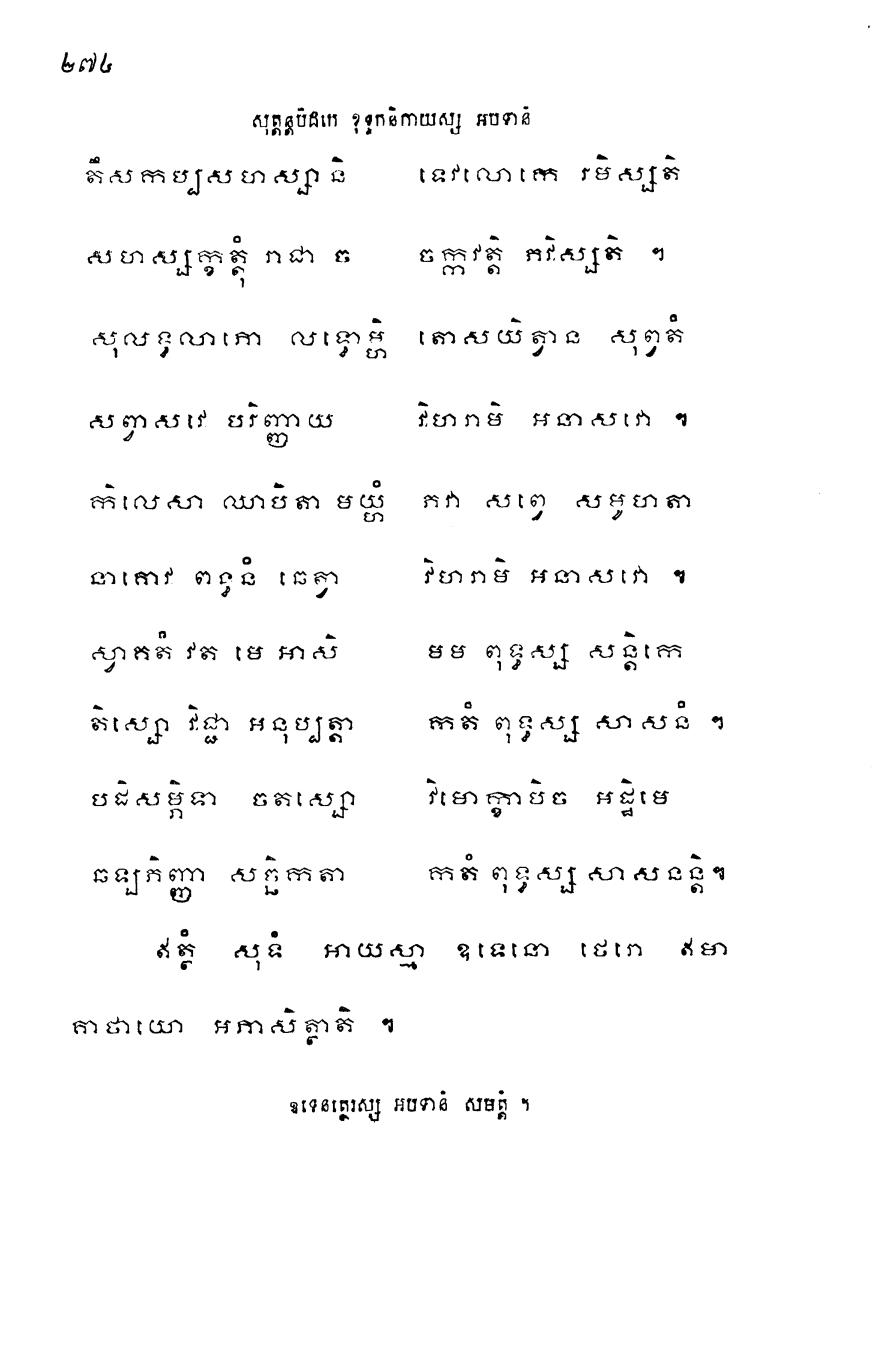 ២៧៤
សុត្តន្តបិដកេ ខុទ្ទកនិកាយស្ស អបទានំ
តឹសកប្បសហស្សានិ ទេវលោកេ រមិស្សតិ
សហស្សក្ខត្តុំ រាជា ច ចក្កវត្តិ ភវិស្សតិ ។
សុលទ្ធលាភោ លទ្ធោម្ហិ តោសយិត្វាន សុព្វតំ
សព្វាសវេ បរិញ្ញាយ វិហរាមិ អនាសវោ ។
កិលេសា ឈាបិតា មយ្ហំ ភវា សព្វេ សមូហតា
នាគោវ ពន្ធនំ ឆេត្វា វិហរាមិ អនាសវោ ។
ស្វាគតំ វត មេ អាសិ មម ពុទ្ធស្ស សន្តិកេ
តិស្សោ វិជ្ជា អនុប្បត្តា កតំ ពុទ្ធស្ស សាសនំ ។
បដិសម្ភិទា ចតស្សោ វិមោក្ខាបិច អដ្ឋិមេ
ឆឡភិញ្ញា សច្ឆិកតា កតំ ពុទ្ធស្ស សាសនន្តិ។
ឥត្ថំ សុទំ អាយស្មា ឧទេនោ ថេរោ ឥមា
គាថាយោ អភាសិត្ថាតិ ។
ឧទេនត្ថេរស្ស អបទានំ សមត្តំ ។